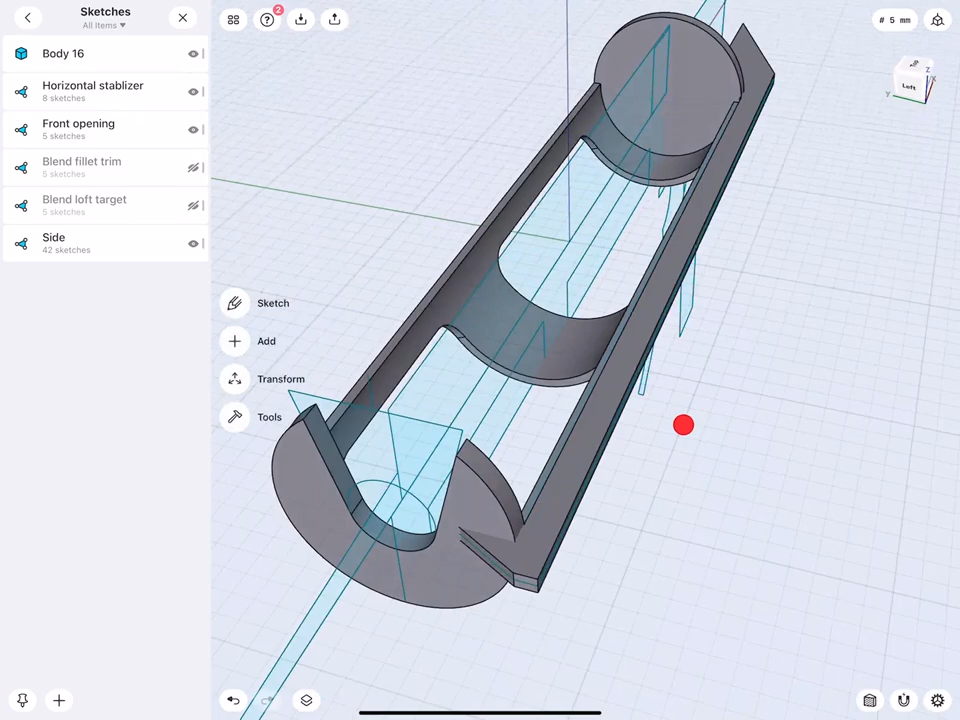 Sketches
All Items ▼
Body 16
Horizontal stablizer
8 sketches
Front opening
5 sketches
Blend fillet trim
5 sketches
Blend loft target
5 sketches
Side
42 sketches
2
# 5 mm
Left
Z
X
Y
Sketch
Add
Transform
Tools